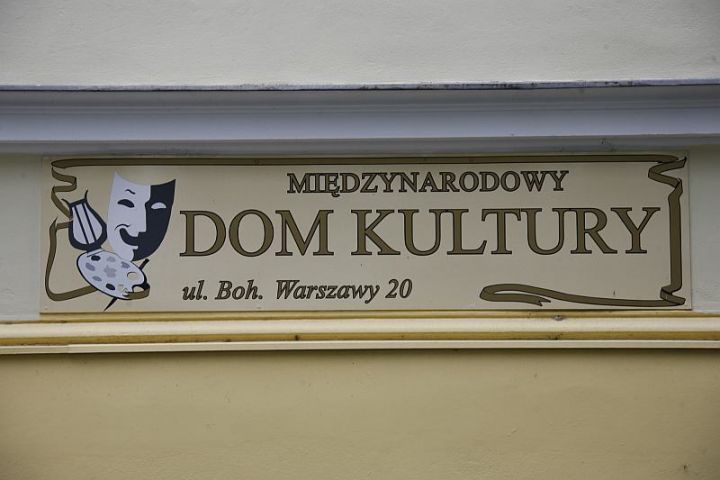 MIĘDZYNARODOWY
DOM KULTURY
ul. Boh. Warszawy 20